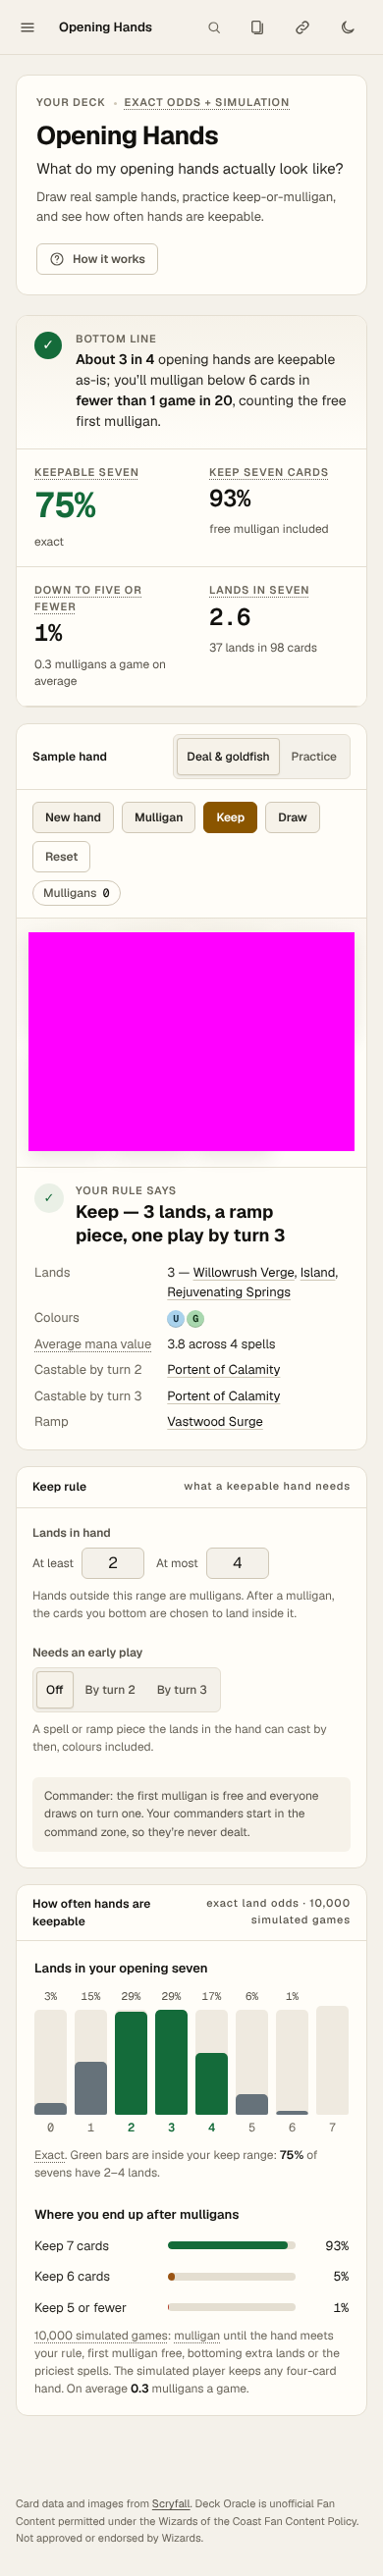 Opening Hands
YOUR DECK • EXACT ODDS + SIMULATION
Opening Hands
What do my opening hands actually look like?
Draw real sample hands, practice keep-or-mulligan,
and see how often hands are keepable.
How it works
✓
BOTTOM LINE
About 3 in 4 opening hands are keepable
as-is; you’ll mulligan below 6 cards in
fewer than 1 game in 20, counting the free
first mulligan.
KEEPABLE SEVEN
75%
exact
KEEP SEVEN CARDS
93%
free mulligan included
DOWN TO FIVE OR
FEWER
1%
0.3 mulligans a game on
average
LANDS IN SEVEN
2.6
37 lands in 98 cards
Sample hand
Deal & goldfish Practice
New hand Mulligan Keep Draw
Reset
Mulligans 0
✓
YOUR RULE SAYS
Keep — 3 lands, a ramp
piece, one play by turn 3
Lands 3 — Willowrush Verge, Island,
Rejuvenating Springs
Colours U G
Average mana value 3.8 across 4 spells
Castable by turn 2 Portent of Calamity
Castable by turn 3 Portent of Calamity
Ramp Vastwood Surge
Keep rule what a keepable hand needs
Lands in hand
At least 2 At most 4
Hands outside this range are mulligans. After a mulligan,
the cards you bottom are chosen to land inside it.
Needs an early play
Off By turn 2 By turn 3
A spell or ramp piece the lands in the hand can cast by
then, colours included.
Commander: the first mulligan is free and everyone
draws on turn one. Your commanders start in the
command zone, so they’re never dealt.
How often hands are
keepable
exact land odds · 10,000
simulated games
Lands in your opening seven
3% 15% 29% 29% 17% 6% 1%
0 1 2 3 4 5 6 7
Exact. Green bars are inside your keep range: 75% of
sevens have 2–4 lands.
Where you end up after mulligans
Keep 7 cards 93%
Keep 6 cards 5%
Keep 5 or fewer 1%
10,000 simulated games: mulligan until the hand meets
your rule, first mulligan free, bottoming extra lands or the
priciest spells. The simulated player keeps any four-card
hand. On average 0.3 mulligans a game.
Card data and images from Scryfall. Deck Oracle is unofficial Fan
Content permitted under the Wizards of the Coast Fan Content Policy.
Not approved or endorsed by Wizards.